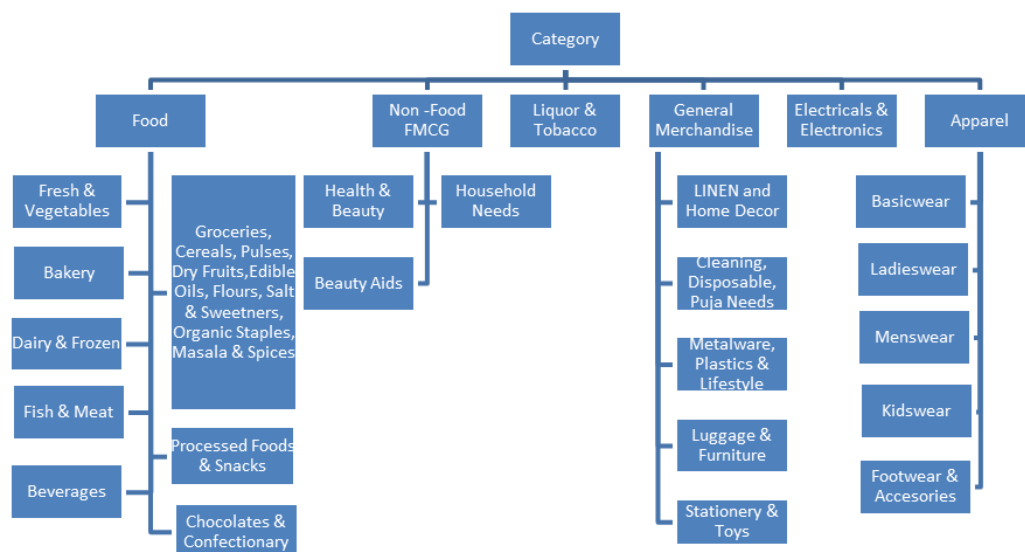 Category
Food
Non -Food
FMCG
Liquor &
Tobacco
General
Merchandise
Electricals &
Electronics
Apparel
Fresh &
Vegetables
Bakery
Dairy & Frozen
Fish & Meat
Beverages
Groceries,
Cereals, Pulses,
Dry Fruits,Edible
Oils, Flours, Salt
& Sweetners,
Organic Staples,
Masala & Spices
Processed Foods
& Snacks
Chocolates &
Confectionary
Health &
Beauty
Household
Needs
Beauty Aids
LINEN and
Home Decor
Cleaning,
Disposable,
Puja Needs
Metalware,
Plastics &
Lifestyle
Luggage &
Furniture
Stationery &
Toys
Basicwear
Ladieswear
Menswear
Kidswear
Footwear &
Accesories